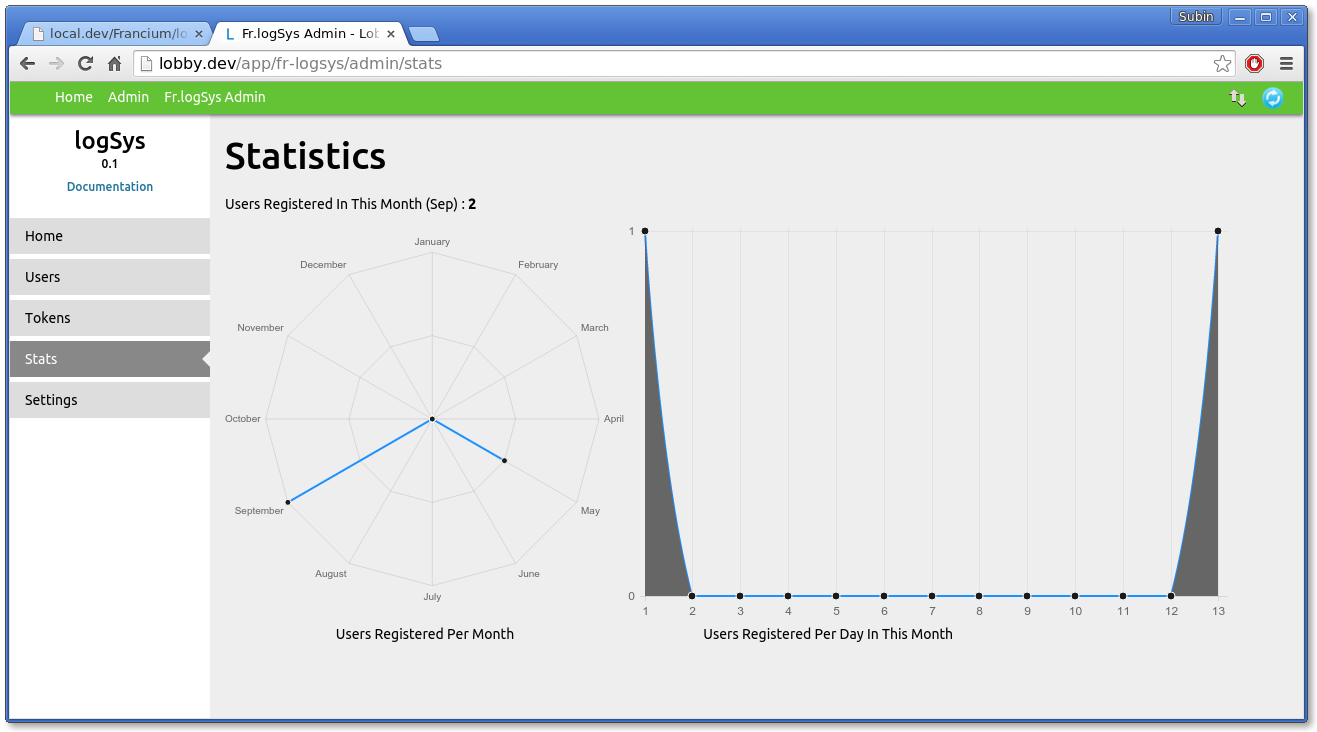 Subin
local.dev/Francium/lo
Fr.logSys Admin - Lob
lobby.dev/app/fr-logsys/admin/stats
Home Admin Fr.logSys Admin
logSys
0.1
Documentation
Home
Users
Tokens
Stats
Settings
Statistics
Users Registered In This Month (Sep) : 2
January
February
March
April
May
June
July
August
September
October
November
December
Users Registered Per Month
1
0
1 2 3 4 5 6 7 8 9 10 11 12 13
Users Registered Per Day In This Month